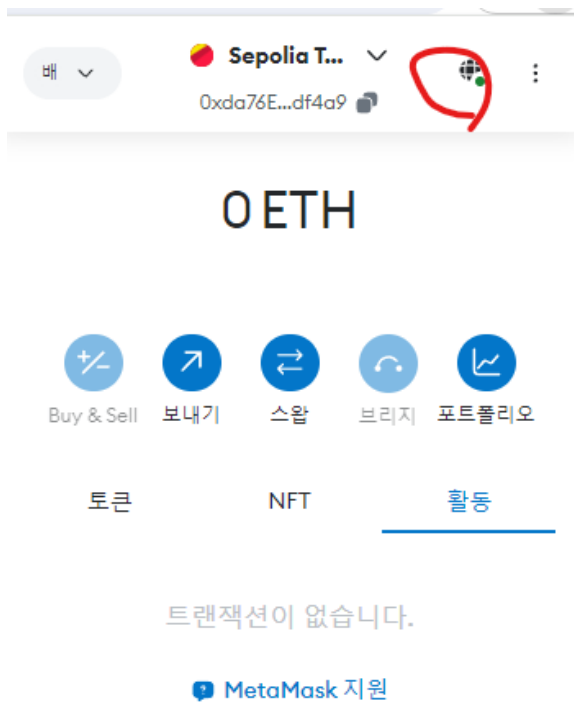 배
Sepolia T...
0xda76E...df4a9
0 ETH
Buy & Sell 보내기 스왑 브리지 포트폴리오
토큰 NFT 활동
트랜잭션이 없습니다.
MetaMask 지원